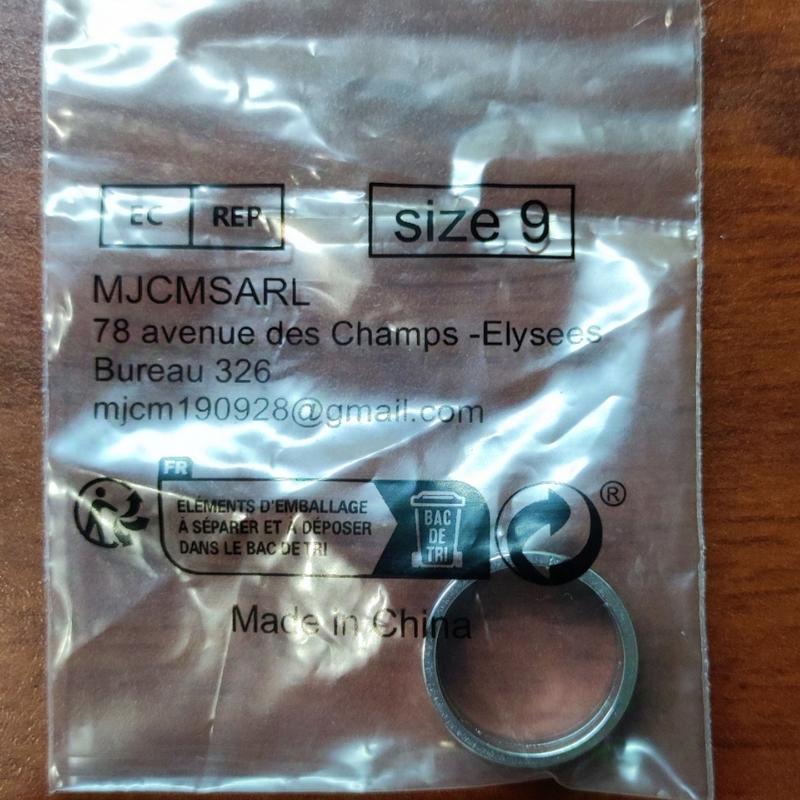 EC REP
size 9
MJCMSARL
78 avenue des Champs -Elysees
Bureau 326
mjcm190928@gmail.com
FR
ELÉMENTS D'EMBALLAGE
À SÉPARER ET À DÉPOSER
DANS LE BAC DE TRI
BAC
DE
TRI
®
Made in China